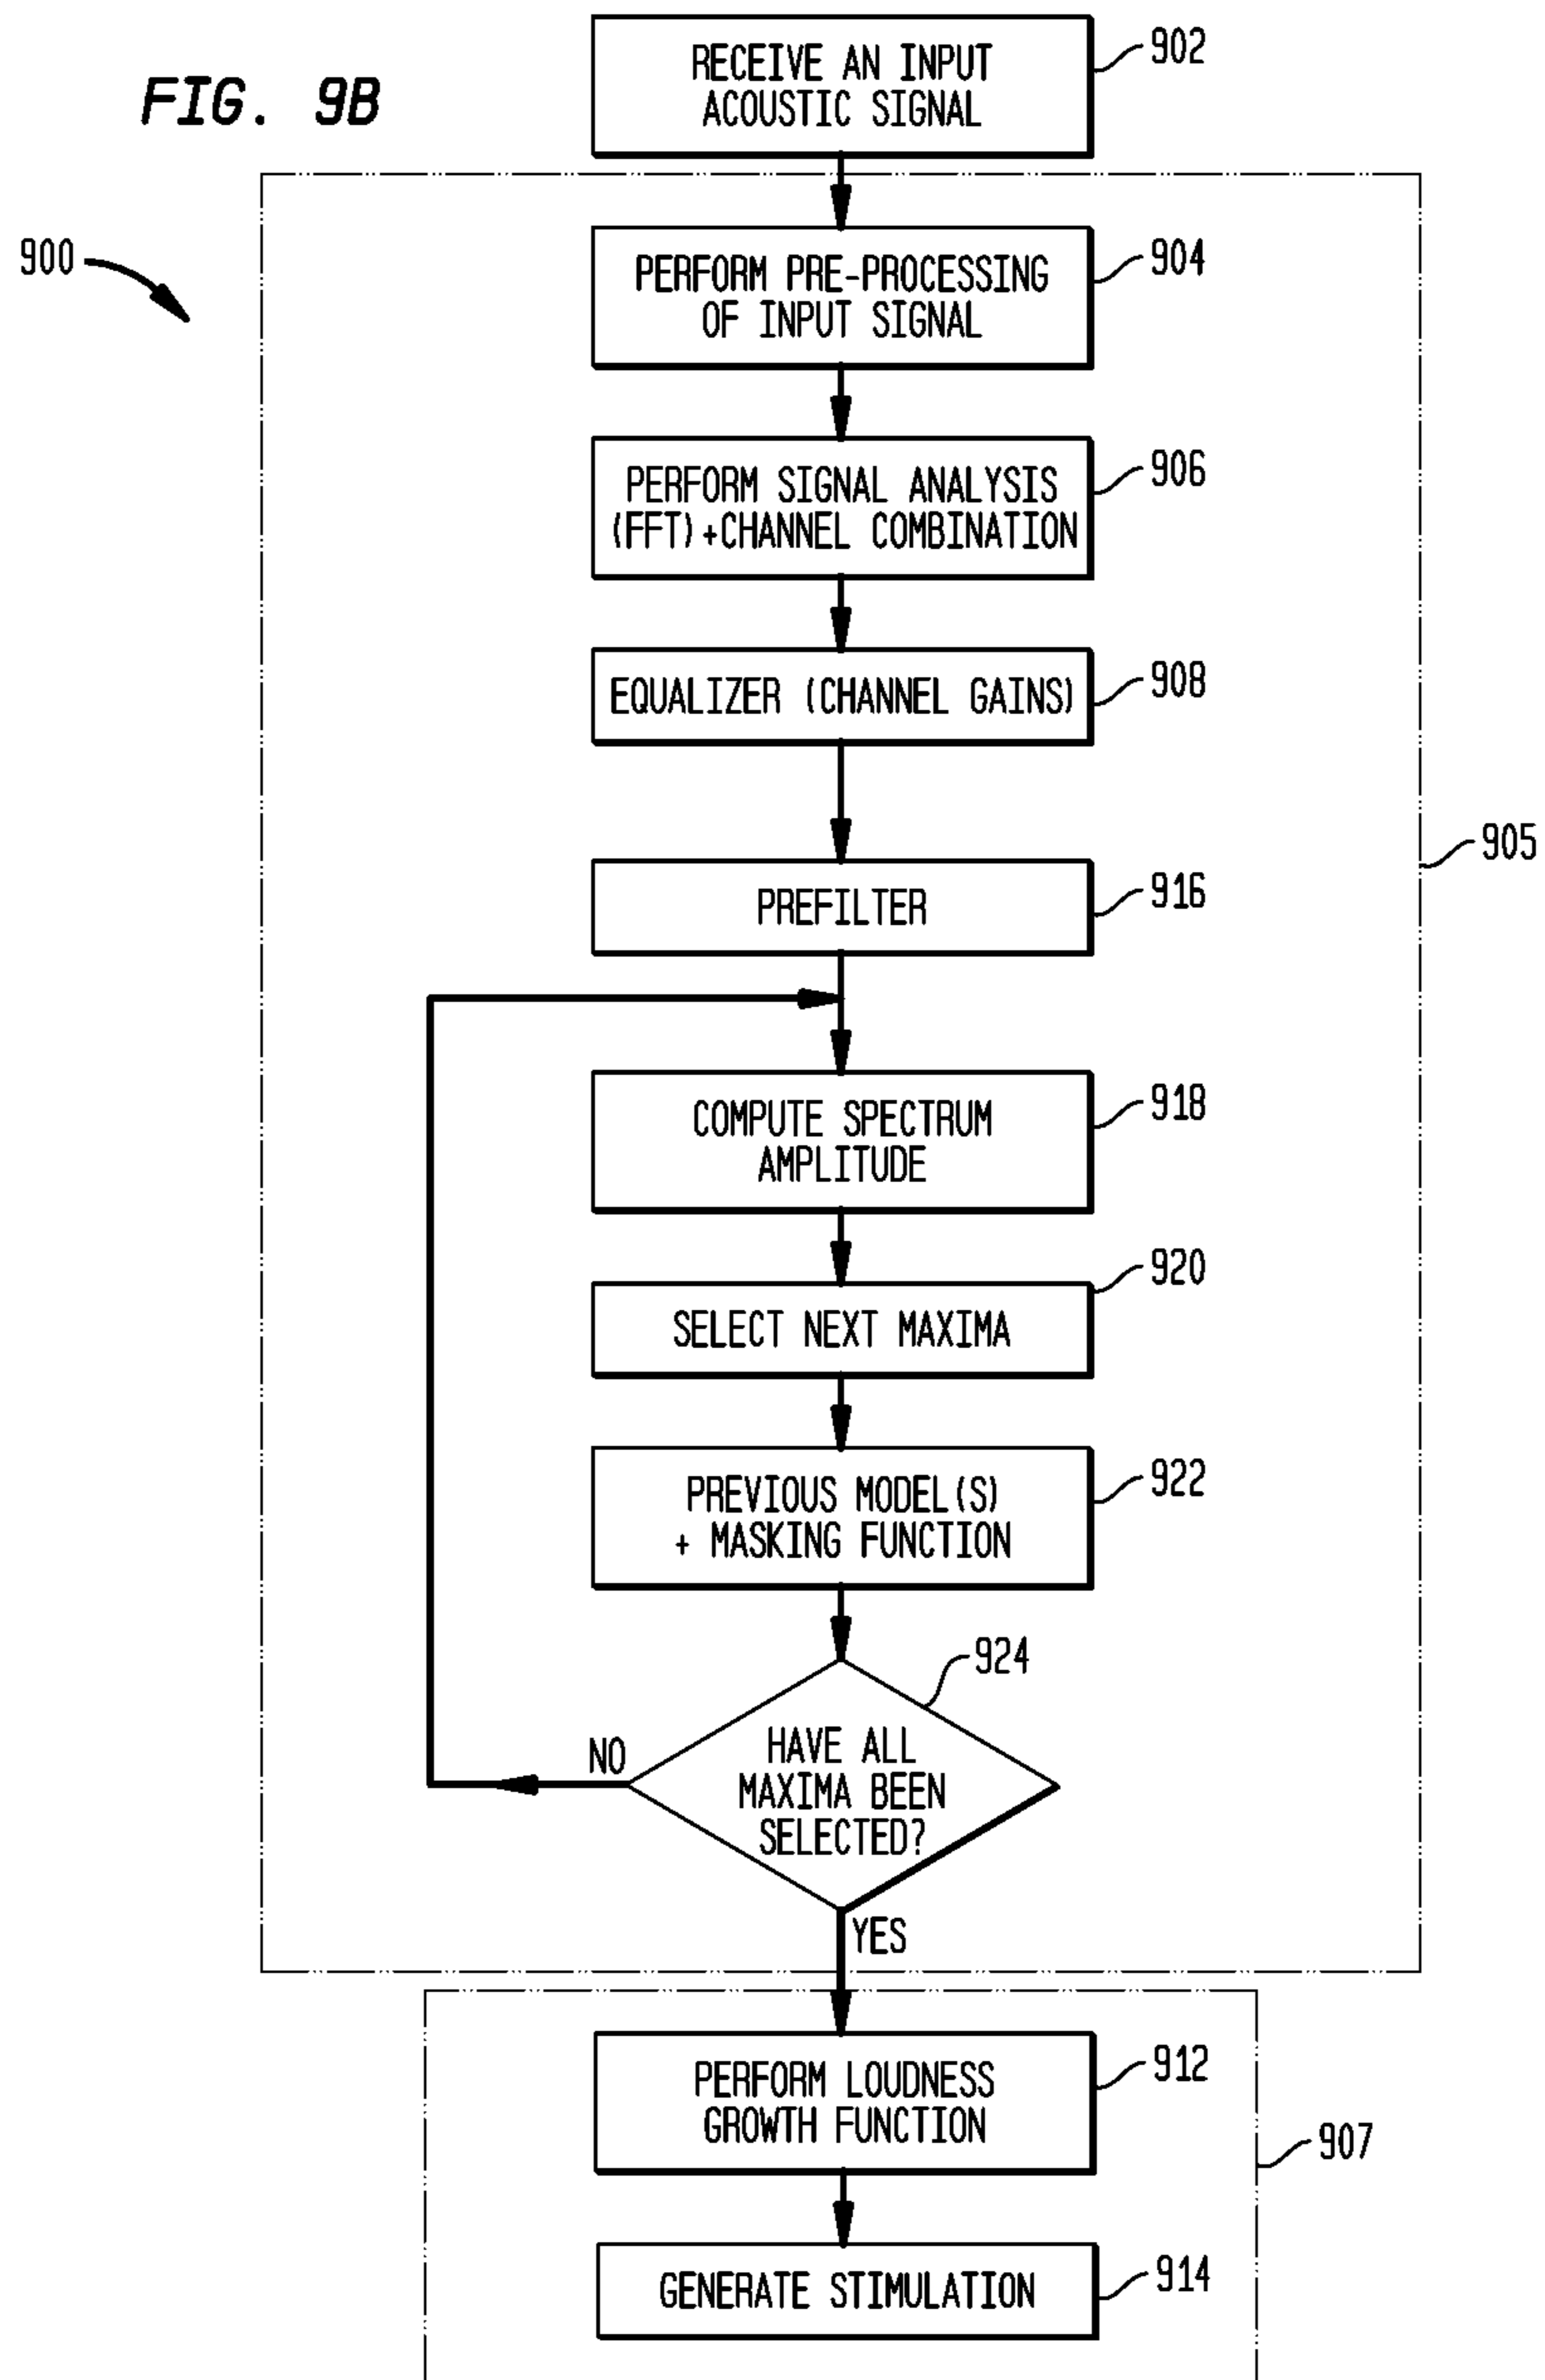 FIG. 9B
RECEIVE AN INPUT
ACOUSTIC SIGNAL
902
900
PERFORM PRE-PROCESSING
OF INPUT SIGNAL
904
PERFORM SIGNAL ANALYSIS
(FFT)+CHANNEL COMBINATION
906
EQUALIZER (CHANNEL GAINS)
908
905
PREFILTER
916
COMPUTE SPECTRUM
AMPLITUDE
918
SELECT NEXT MAXIMA
920
PREVIOUS MODEL(S)
+ MASKING FUNCTION
922
924
HAVE ALL
MAXIMA BEEN
SELECTED?
NO
YES
PERFORM LOUDNESS
GROWTH FUNCTION
912
907
GENERATE STIMULATION
914